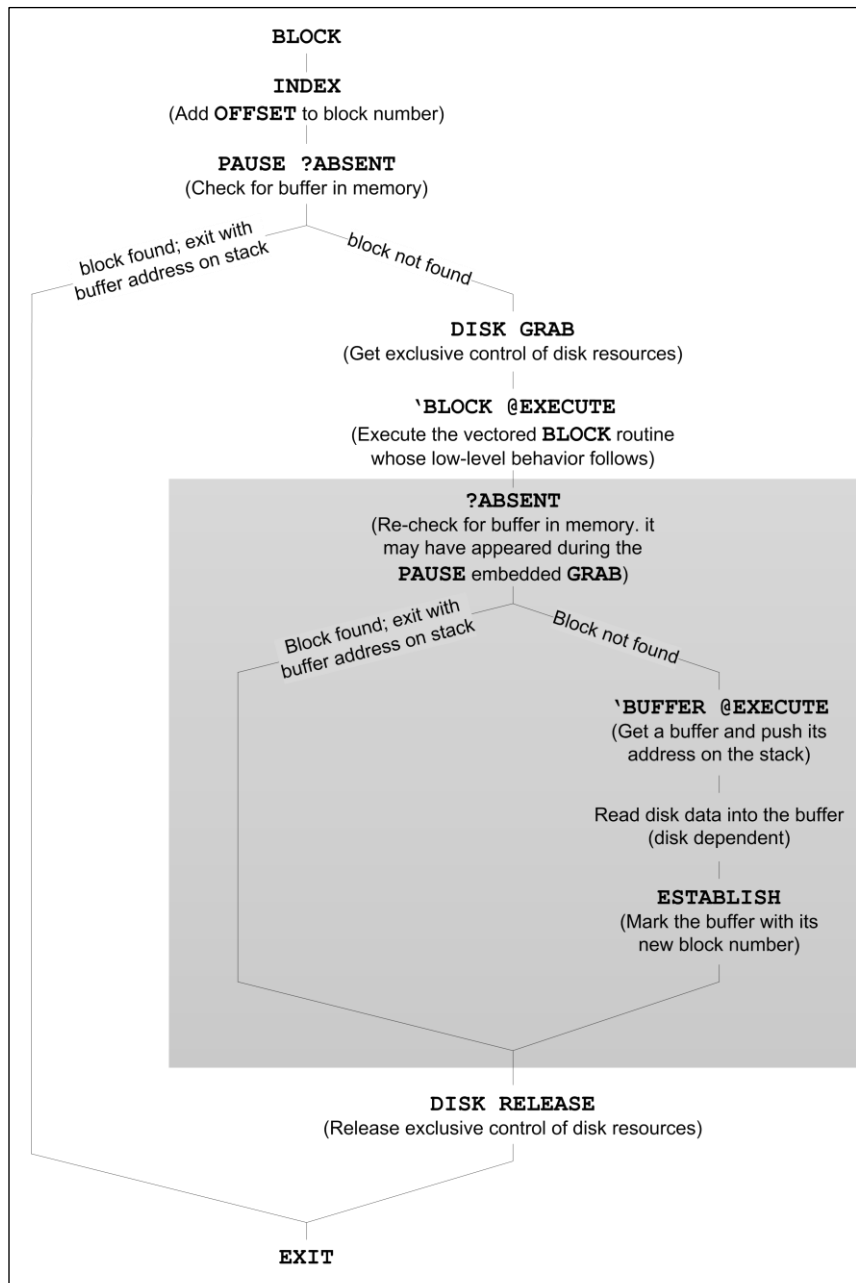 BLOCK
INDEX
(Add OFFSET to block number)
PAUSE ?ABSENT
(Check for buffer in memory)
block found; exit with
buffer address on stack
block not found
DISK GRAB
(Get exclusive control of disk resources)
‘BLOCK @EXECUTE
(Execute the vectored BLOCK routine
whose low-level behavior follows)
?ABSENT
(Re-check for buffer in memory. it
may have appeared during the
PAUSE embedded GRAB)
Block found; exit with
buffer address on stack
Block not found
‘BUFFER @EXECUTE
(Get a buffer and push its
address on the stack)
Read disk data into the buffer
(disk dependent)
ESTABLISH
(Mark the buffer with its
new block number)
DISK RELEASE
(Release exclusive control of disk resources)
EXIT